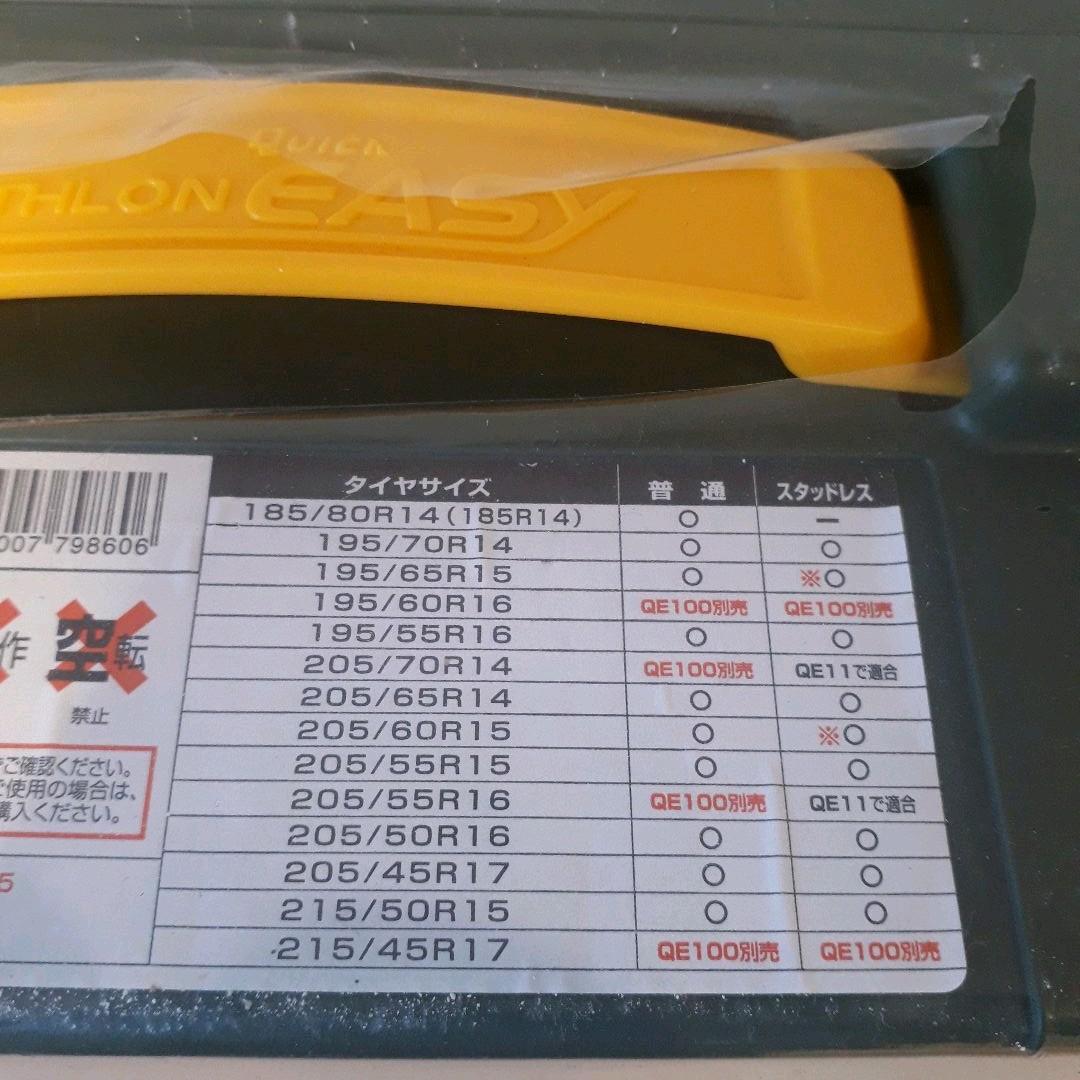 QUICK
THLON EASY
007 798606
作
空転
禁止
ご確認ください。
ご使用の場合は、
購入ください。
5
タイヤサイズ 普 通 スタッドレス
185/80R14(185R14) ○ ー
195/70R14 ○ ○
195/65R15 ○ ※○
195/60R16 QE100別売 QE100別売
195/55R16 ○ ○
205/70R14 QE100別売 QE11で適合
205/65R14 ○ ○
205/60R15 ○ ※○
205/55R15 ○ ○
205/55R16 QE100別売 QE11で適合
205/50R16 ○ ○
205/45R17 ○ ○
215/50R15 ○ ○
215/45R17 QE100別売 QE100別売